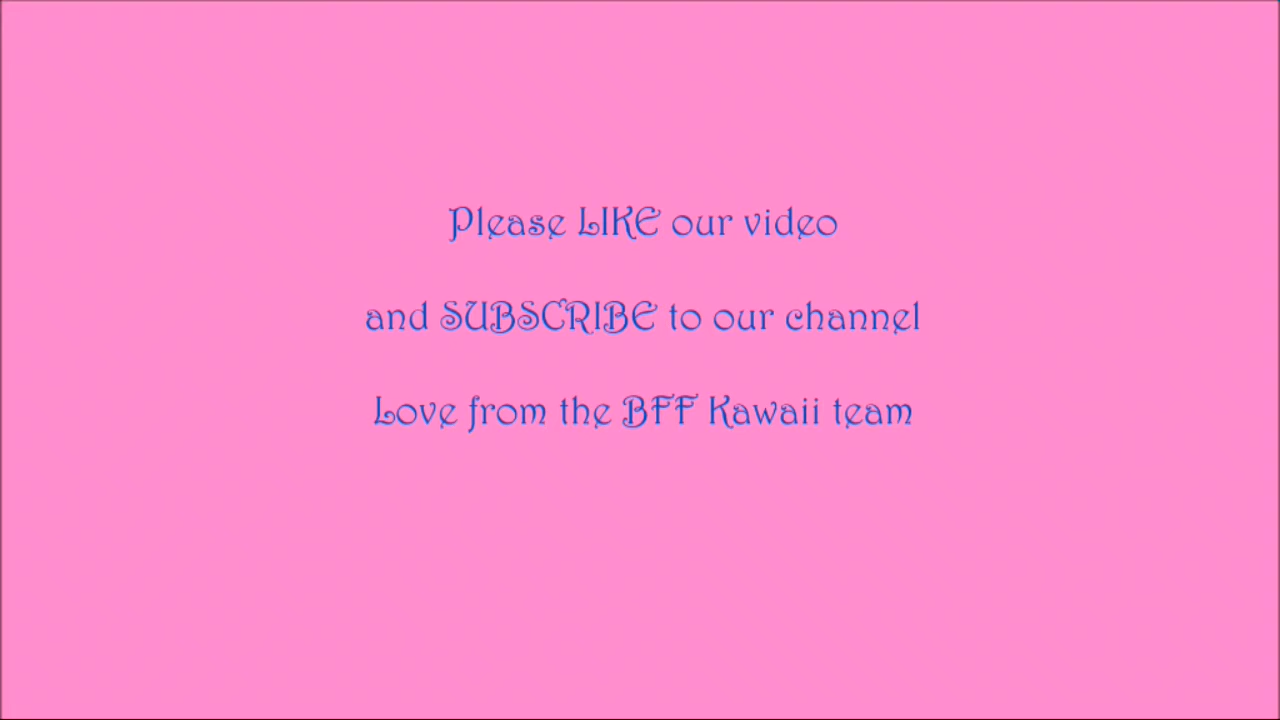 Please LIKE our video
and SUBSCRIBE to our channel
Love from the BFF Kawaii team